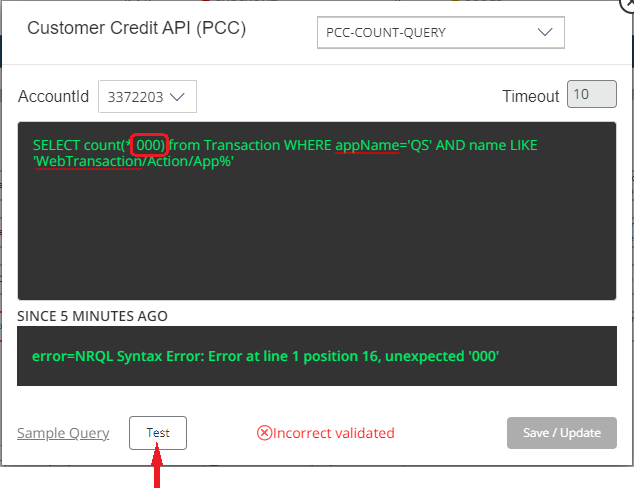 Customer Credit API (PCC)
PCC-COUNT-QUERY
AccountId 3372203
Timeout 10
SELECT count(* 000) from Transaction WHERE appName='QS' AND name LIKE
'WebTransaction/Action/App%'
SINCE 5 MINUTES AGO
error=NRQL Syntax Error: Error at line 1 position 16, unexpected '000'
Sample Query
Test
Incorrect validated
Save / Update